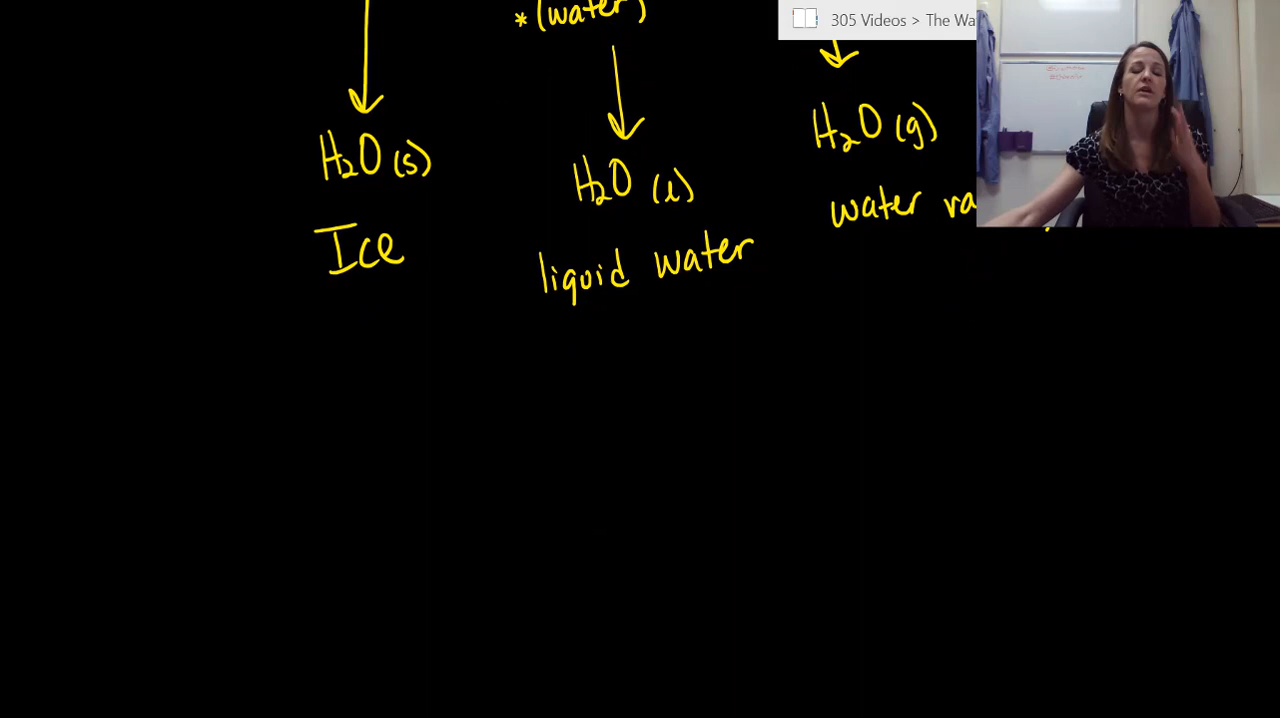 * (water)
305 Videos > The Wa
H₂O (s)
Ice
H₂O (l)
liquid water
H₂O (g)
water va